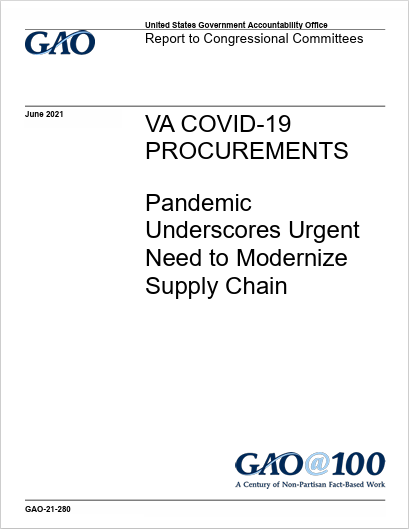 United States Government Accountability Office
GAO
Report to Congressional Committees
June 2021
VA COVID-19
PROCUREMENTS
Pandemic
Underscores Urgent
Need to Modernize
Supply Chain
GAO@100
A Century of Non-Partisan Fact-Based Work
GAO-21-280